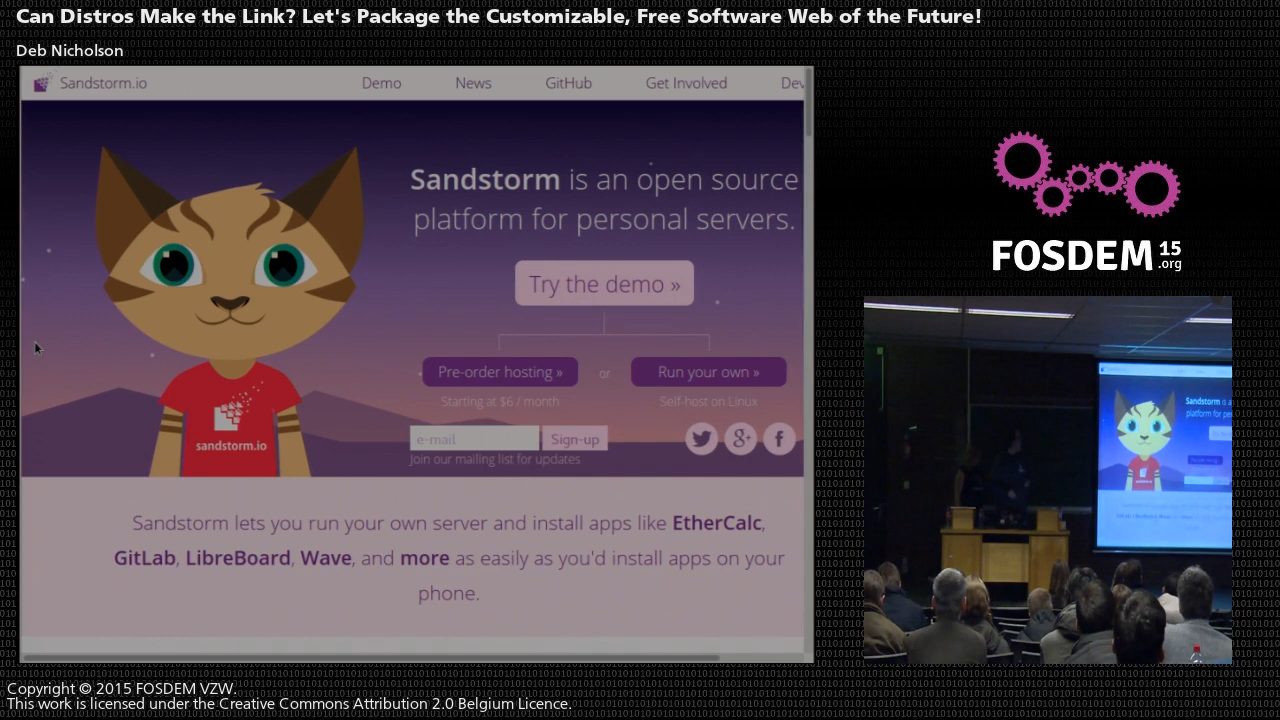 Can Distros Make the Link? Let's Package the Customizable, Free Software Web of the Future!
Deb Nicholson
Sandstorm.io
Demo
News
GitHub
Get Involved
Sandstorm is an open source
platform for personal servers.
Try the demo »
Pre-order hosting »
or
Run your own »
Starting at $6 / month
Self-host on Linux
e-mail
Sign-up
Join our mailing list for updates
sandstorm.io
Sandstorm lets you run your own server and install apps like EtherCalc,
GitLab, LibreBoard, Wave, and more as easily as you'd install apps on your
phone.
FOSDEM 15
.org
Sandstorm is
platform for
Copyright © 2015 FOSDEM VZW.
This work is licensed under the Creative Commons Attribution 2.0 Belgium Licence.